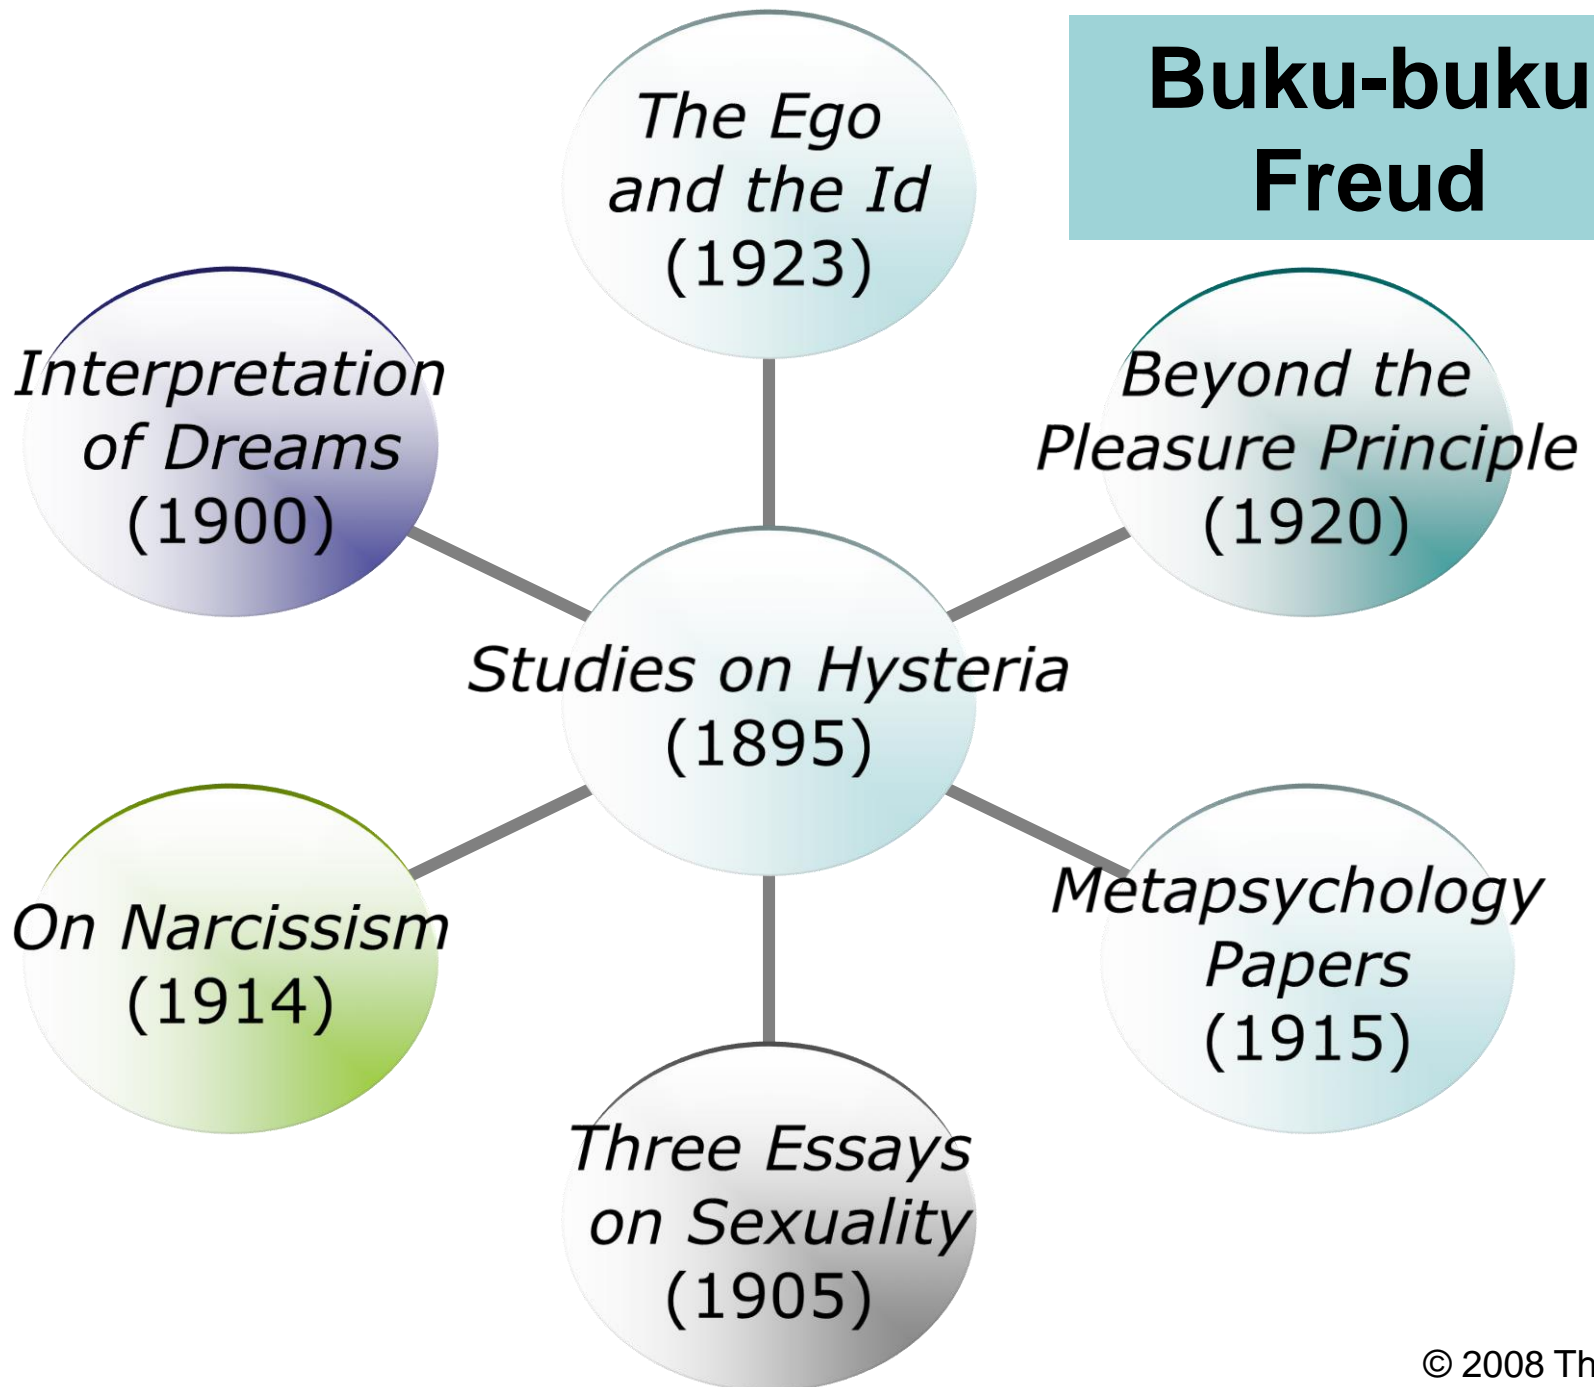 Buku-buku
Freud
The Ego
and the Id
(1923)
Interpretation
of Dreams
(1900)
Beyond the
Pleasure Principle
(1920)
Studies on Hysteria
(1895)
On Narcissism
(1914)
Metapsychology
Papers
(1915)
Three Essays
on Sexuality
(1905)
© 2008 Th